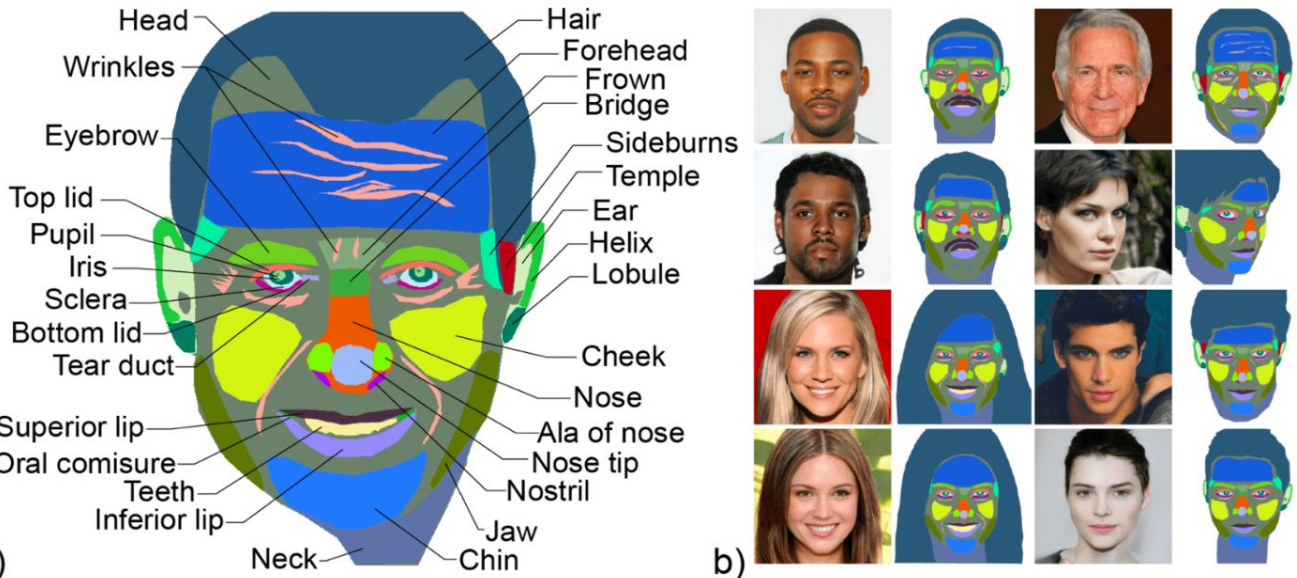 Head
Wrinkles
Eyebrow
Top lid
Pupil
Iris
Sclera
Bottom lid
Tear duct
Superior lip
Oral comisure
Teeth
Inferior lip
Neck
Hair
Forehead
Frown
Bridge
Sideburns
Temple
Ear
Helix
Lobule
Cheek
Nose
Ala of nose
Nose tip
Nostril
Jaw
Chin
)
b)